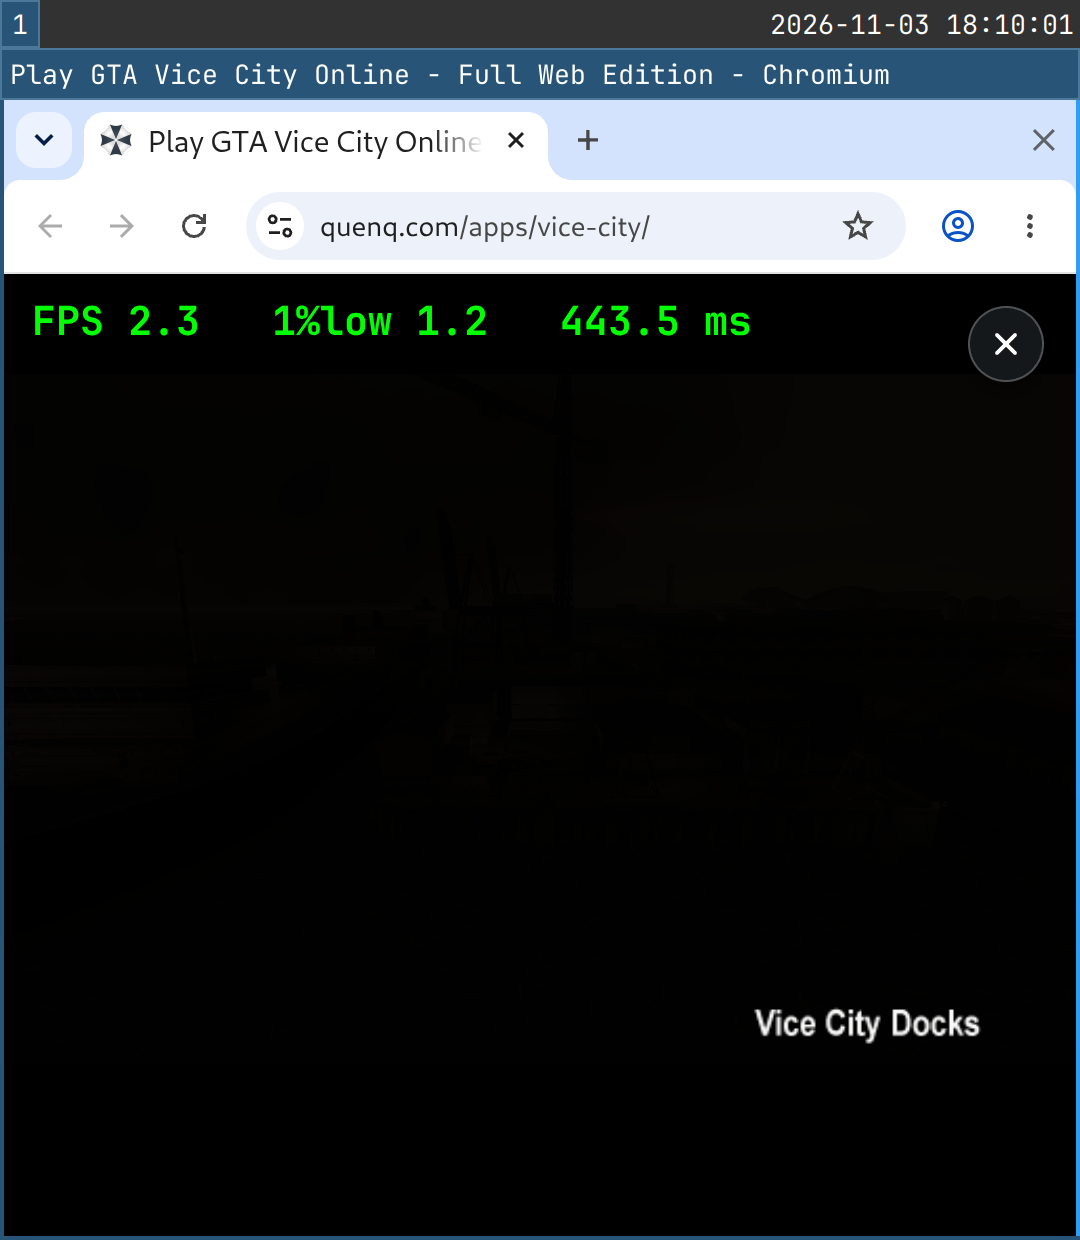 1
2026-11-03 18:10:01
Play GTA Vice City Online - Full Web Edition - Chromium
Play GTA Vice City Online
quenq.com/apps/vice-city/
FPS 2.3 1%low 1.2 443.5 ms
Vice City Docks